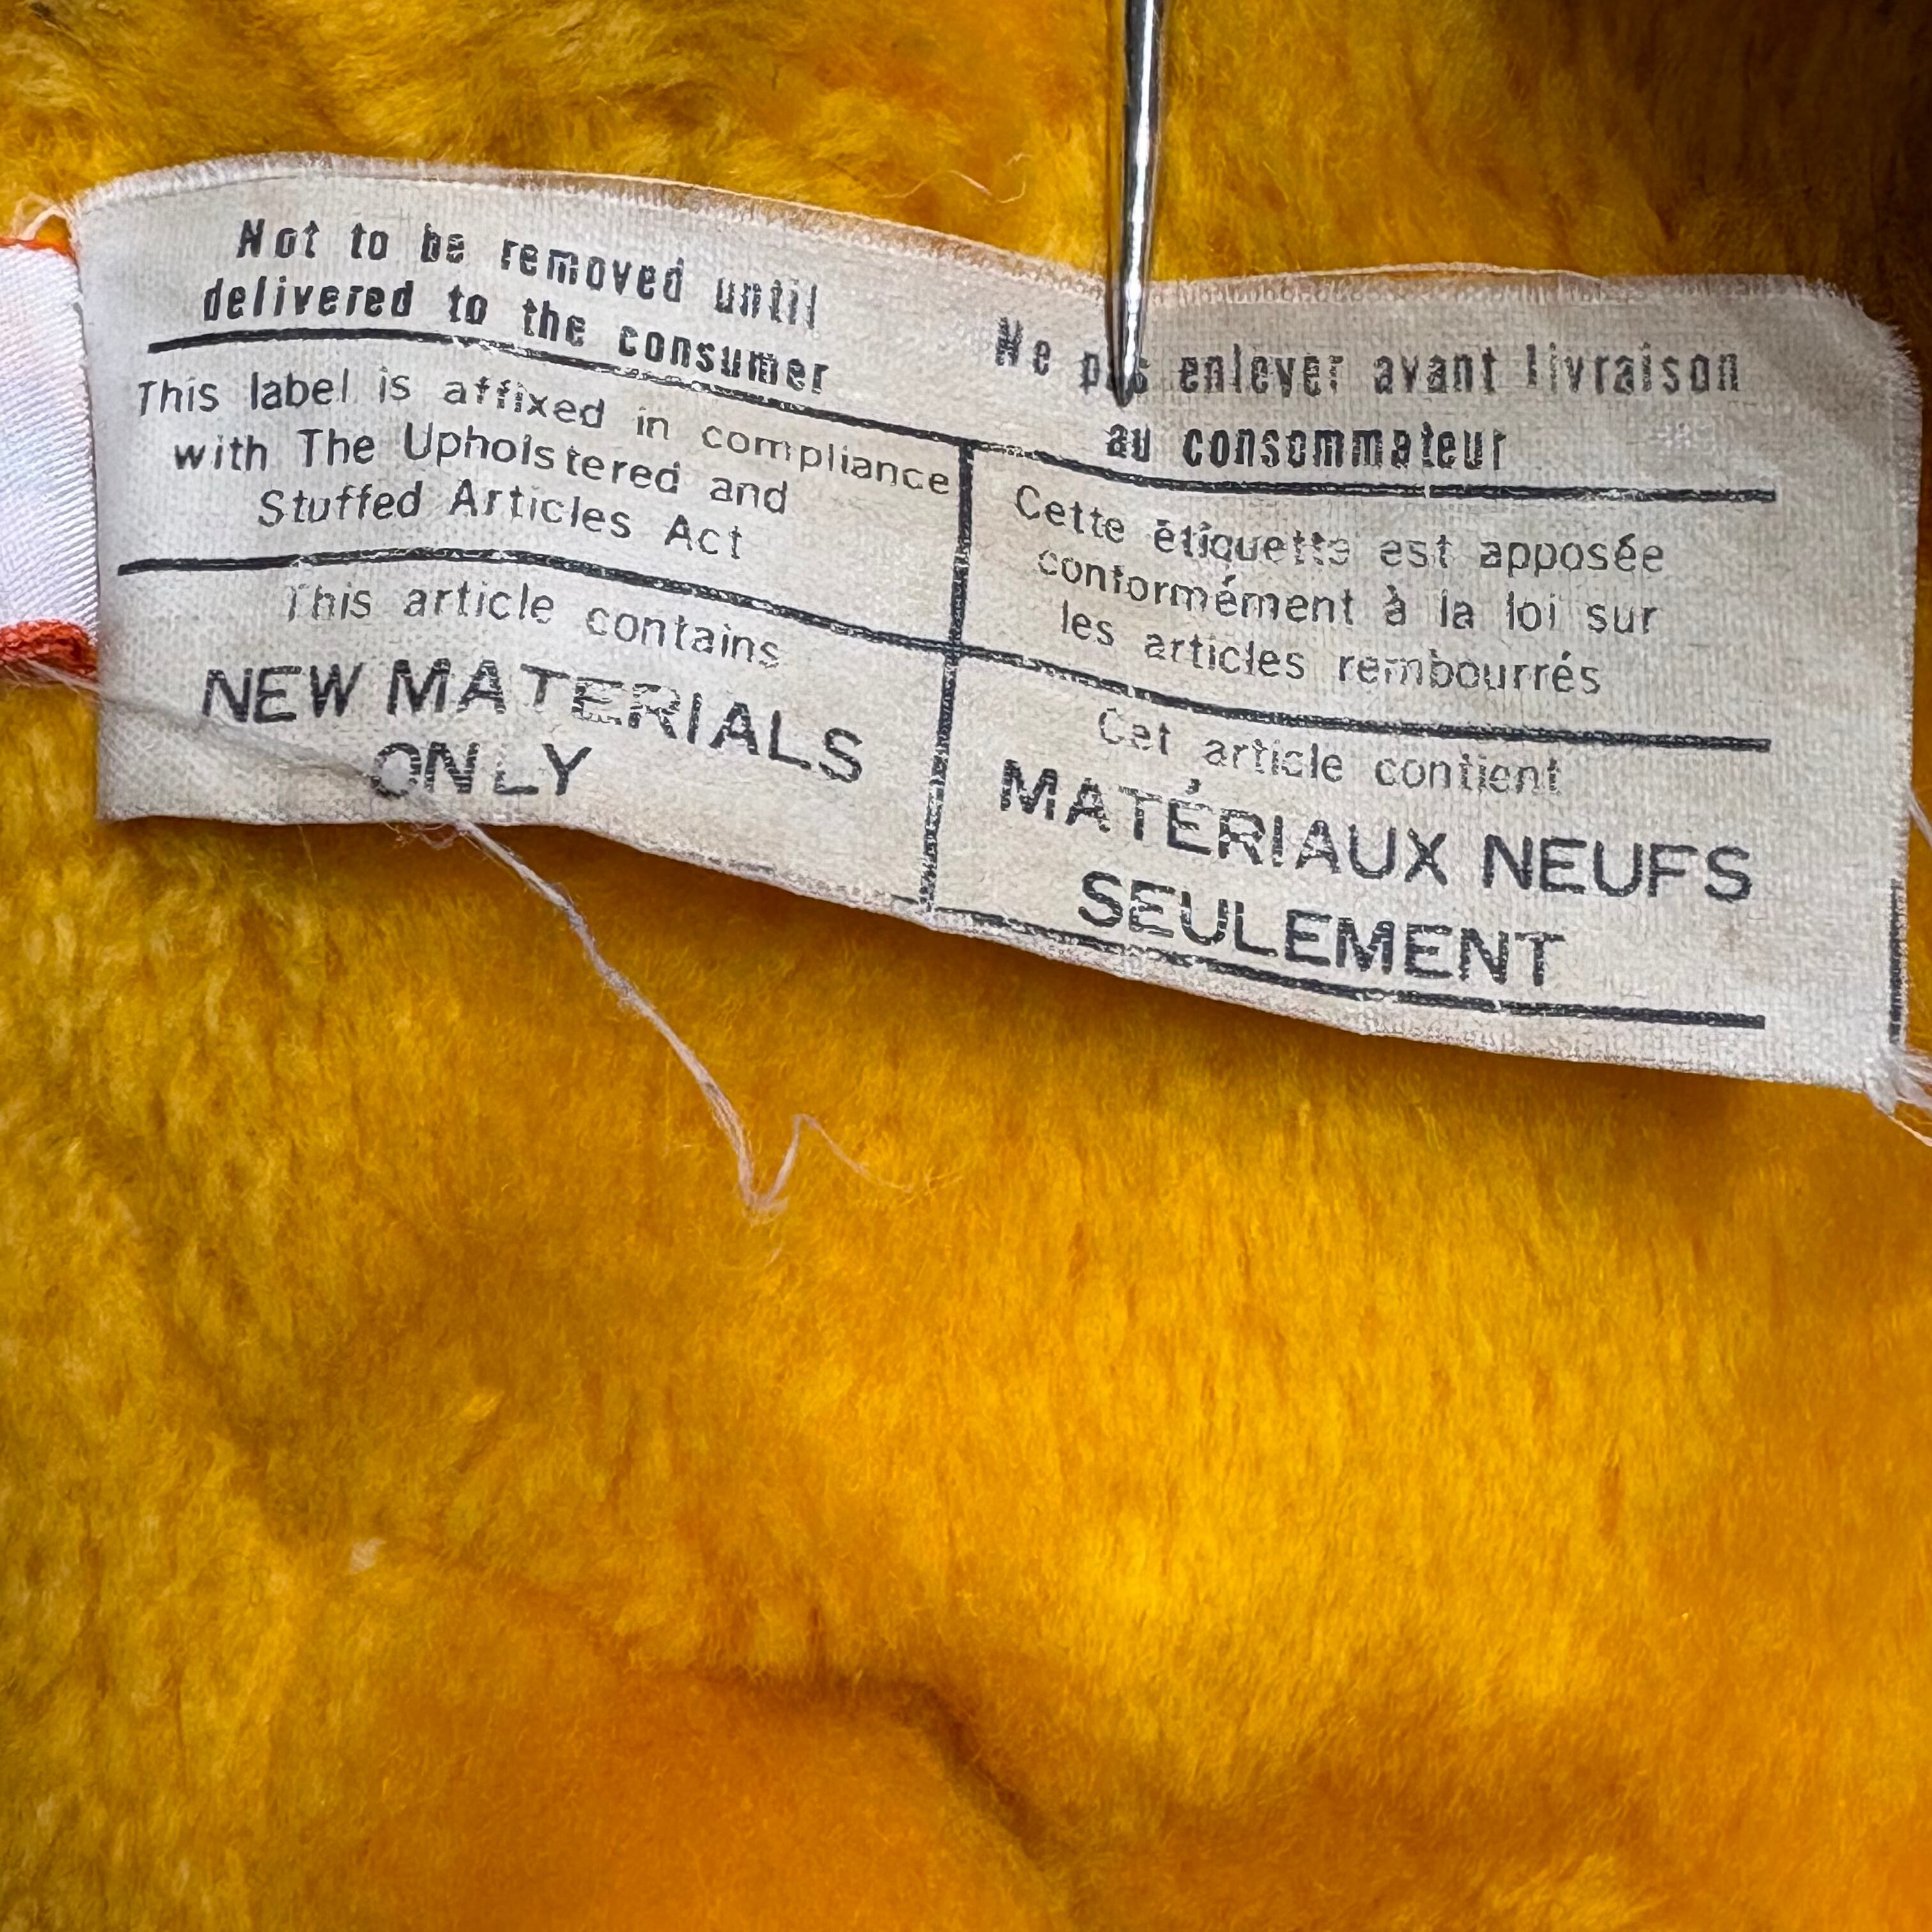 Not to be removed until
delivered to the consumer
This label is affixed in compliance
with The Upholstered and
Stuffed Articles Act
This article contains
NEW MATERIALS
ONLY
Ne pas enlever avant livraison
au consommateur
Cette étiquette est apposée
conformément à la loi sur
les articles rembourrés
Cet article contient
MATÉRIAUX NEUFS
SEULEMENT